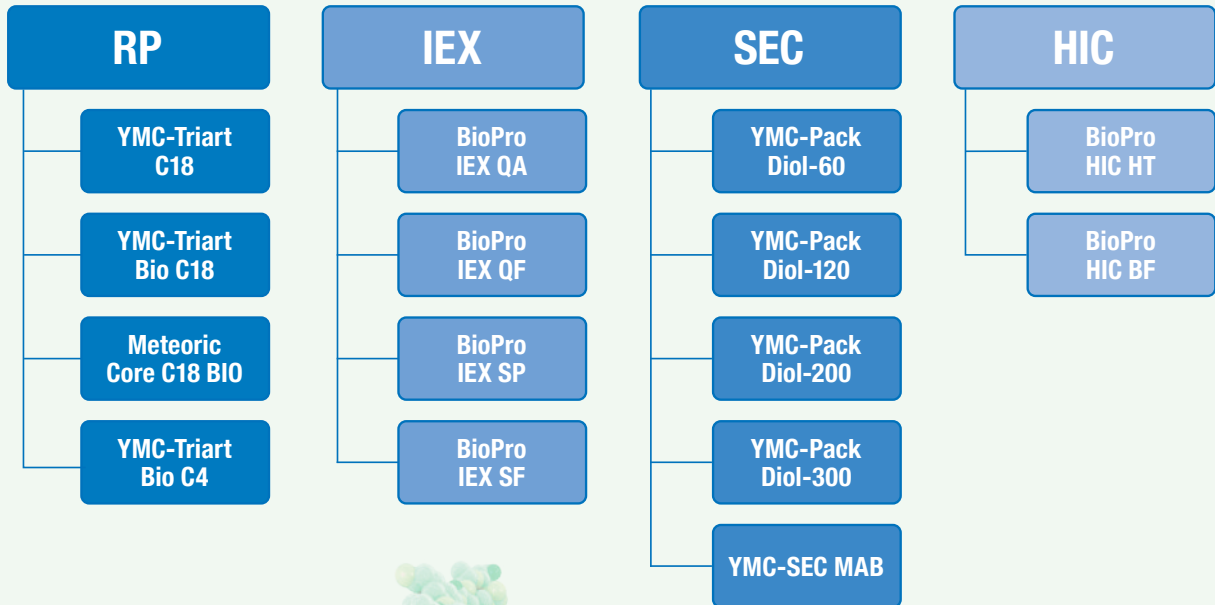 RP
YMC-Triart
C18
YMC-Triart
Bio C18
Meteoric
Core C18 BIO
YMC-Triart
Bio C4
IEX
BioPro
IEX QA
BioPro
IEX QF
BioPro
IEX SP
BioPro
IEX SF
SEC
YMC-Pack
Diol-60
YMC-Pack
Diol-120
YMC-Pack
Diol-200
YMC-Pack
Diol-300
YMC-SEC MAB
HIC
BioPro
HIC HT
BioPro
HIC BF